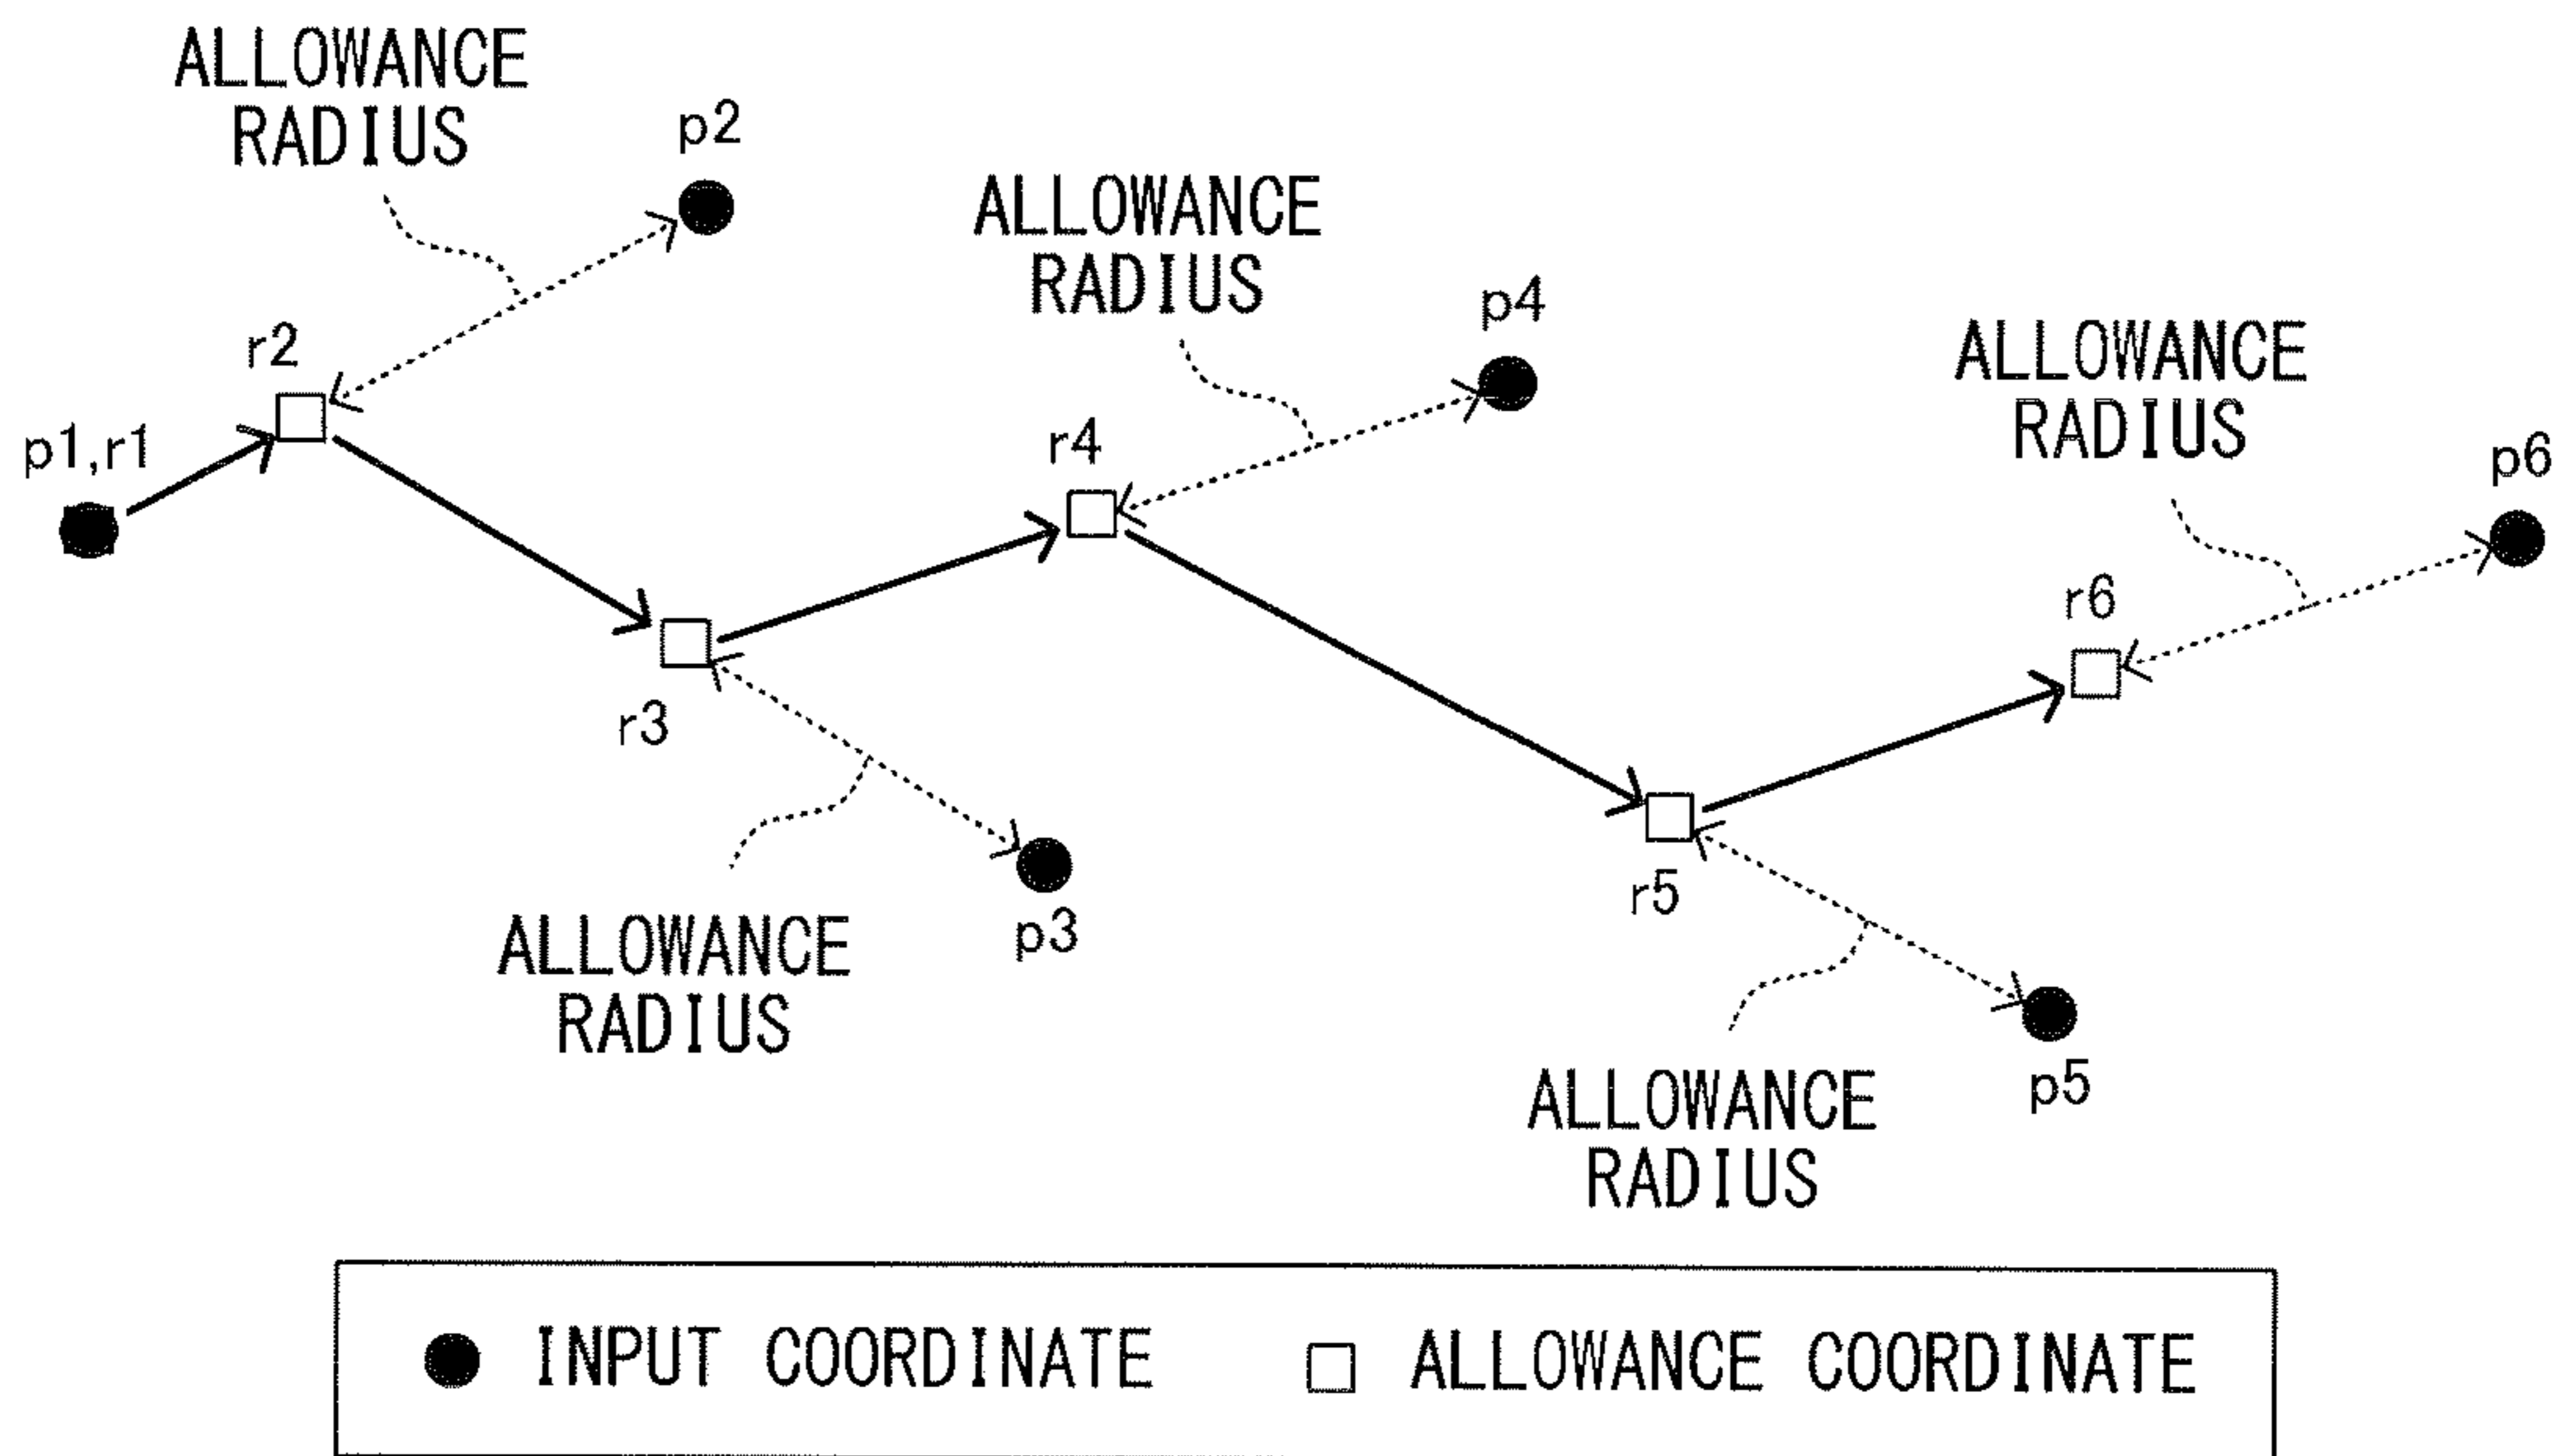 ALLOWANCE
RADIUS
p2
ALLOWANCE
RADIUS
p4
r2
ALLOWANCE
RADIUS
p1,r1
r4
p6
r6
r3
r5
p3
ALLOWANCE
RADIUS
p5
ALLOWANCE
RADIUS
INPUT COORDINATE
ALLOWANCE COORDINATE